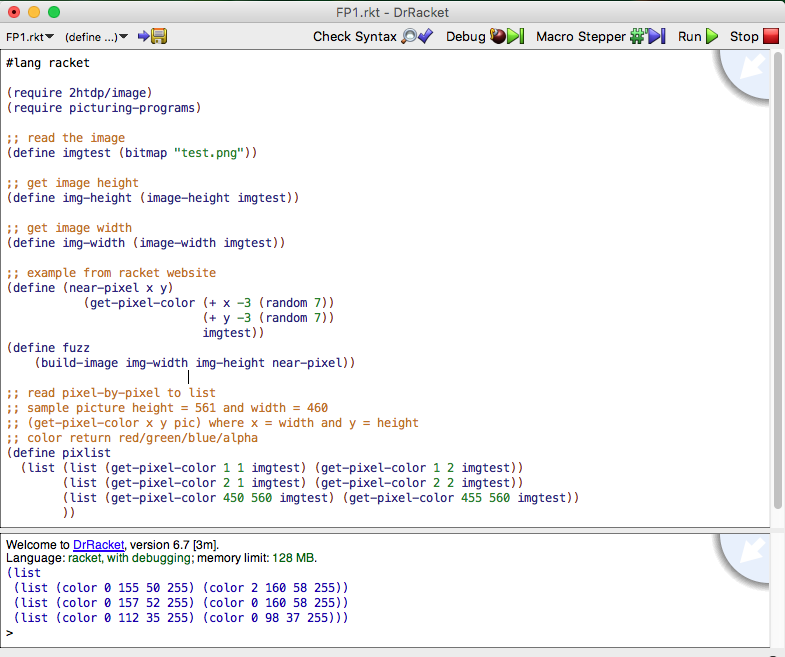 FP1.rkt - DrRacket
FP1.rkt▾ (define ...)▾ Check Syntax Debug Macro Stepper Run Stop
#lang racket
(require 2htdp/image)
(require picturing-programs)
;; read the image
(define imgtest (bitmap "test.png"))
;; get image height
(define img-height (image-height imgtest))
;; get image width
(define img-width (image-width imgtest))
;; example from racket website
(define (near-pixel x y)
(get-pixel-color (+ x -3 (random 7))
(+ y -3 (random 7))
imgtest))
(define fuzz
(build-image img-width img-height near-pixel))
;; read pixel-by-pixel to list
;; sample picture height = 561 and width = 460
;; (get-pixel-color x y pic) where x = width and y = height
;; color return red/green/blue/alpha
(define pixlist
(list (list (get-pixel-color 1 1 imgtest) (get-pixel-color 1 2 imgtest))
(list (get-pixel-color 2 1 imgtest) (get-pixel-color 2 2 imgtest))
(list (get-pixel-color 450 560 imgtest) (get-pixel-color 455 560 imgtest))
))
Welcome to DrRacket, version 6.7 [3m].
Language: racket, with debugging; memory limit: 128 MB.
(list
(list (color 0 155 50 255) (color 2 160 58 255))
(list (color 0 157 52 255) (color 0 160 58 255))
(list (color 0 112 35 255) (color 0 98 37 255)))
>